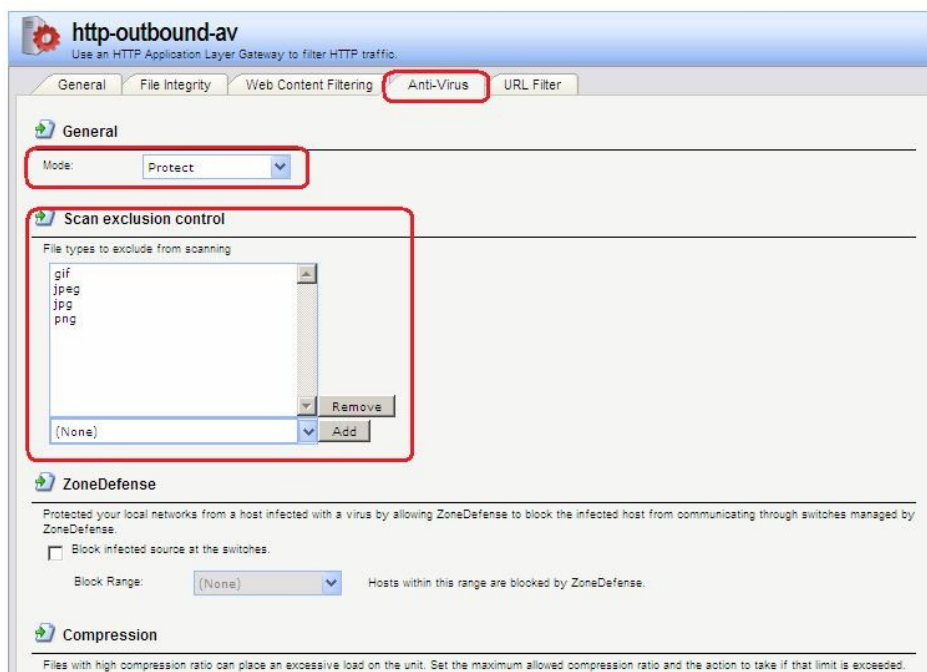 http-outbound-av
Use an HTTP Application Layer Gateway to filter HTTP traffic.
General
File Integrity
Web Content Filtering
Anti-Virus
URL Filter
General
Mode:
Protect
Scan exclusion control
File types to exclude from scanning
gif
jpeg
jpg
png
Remove
(None)
Add
ZoneDefense
Protected your local networks from a host infected with a virus by allowing ZoneDefense to block the infected host from communicating through switches managed by
ZoneDefense.
Block infected source at the switches.
Block Range:
(None)
Hosts within this range are blocked by ZoneDefense.
Compression
Files with high compression ratio can place an excessive load on the unit. Set the maximum allowed compression ratio and the action to take if that limit is exceeded.